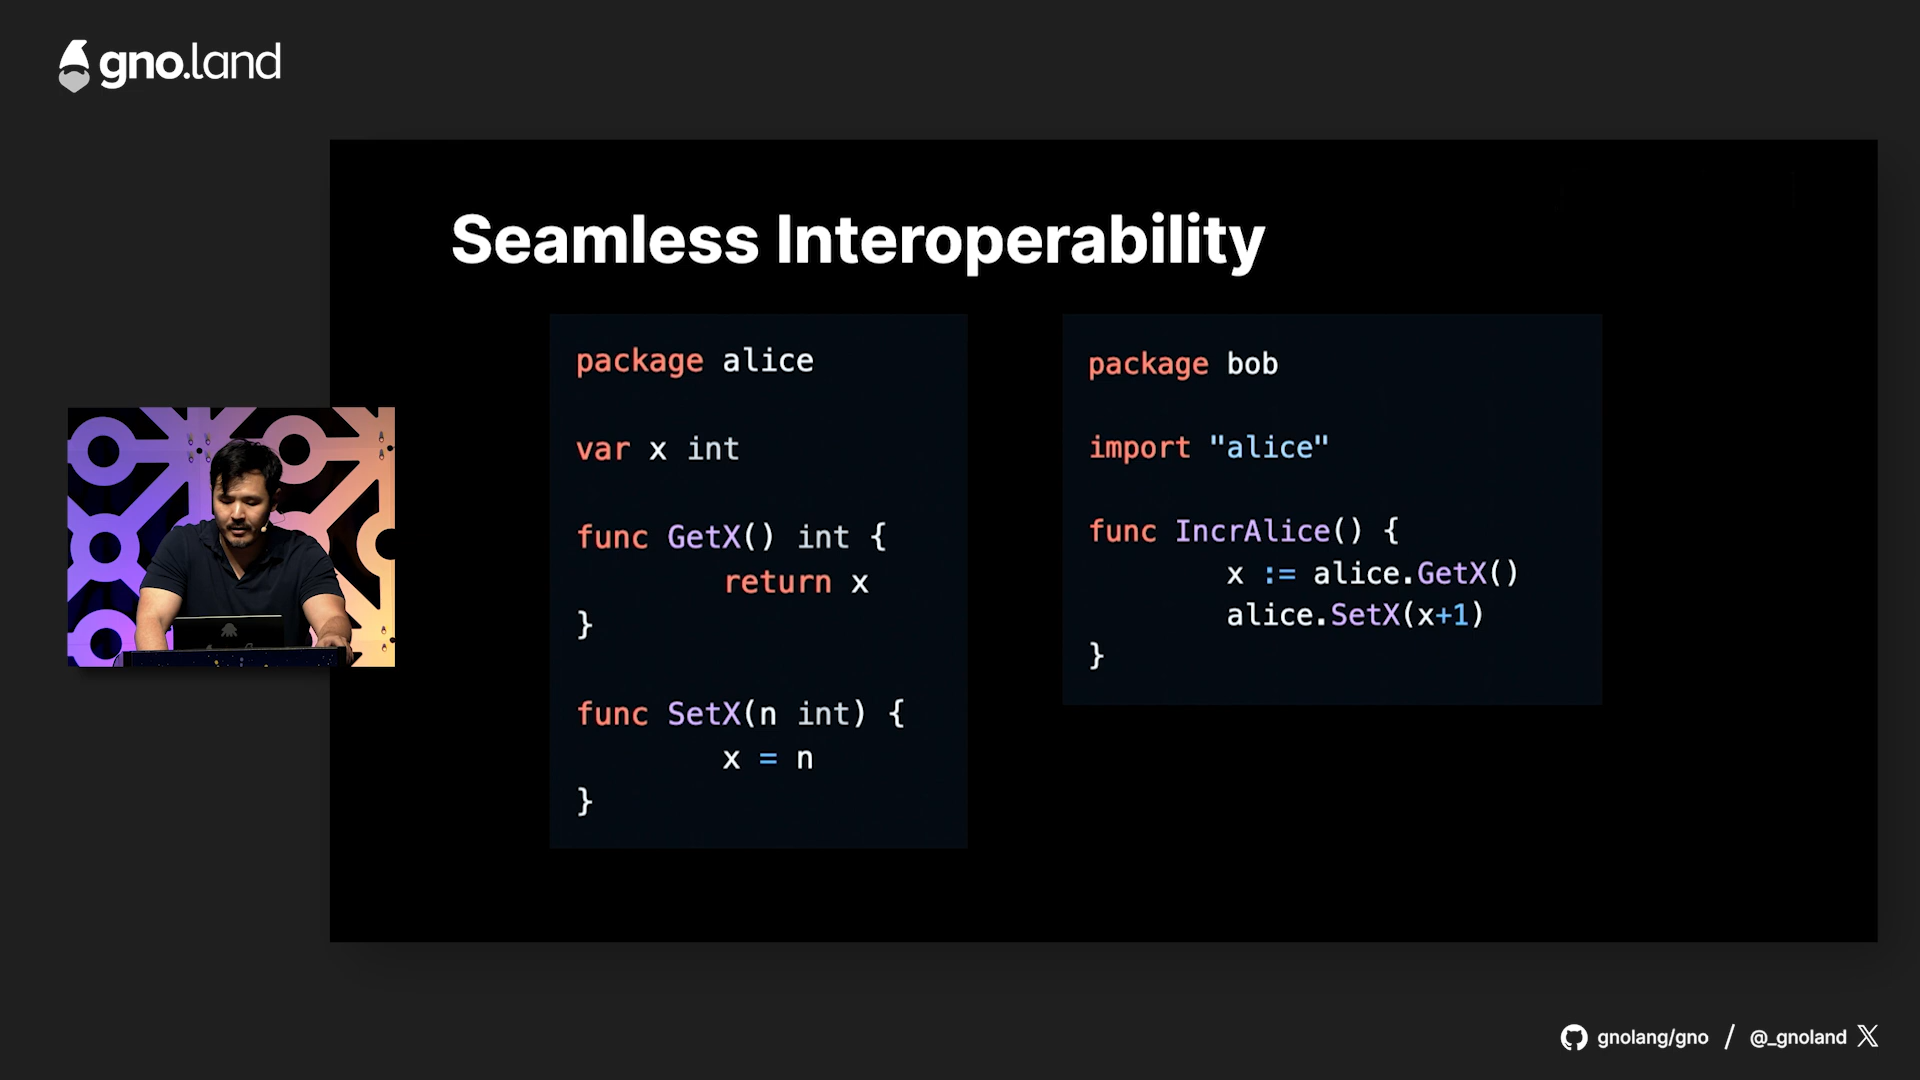 gno.land
Seamless Interoperability
package alice
var x int
func GetX() int {
return x
}
func SetX(n int) {
x = n
}
package bob
import "alice"
func IncrAlice() {
x := alice.GetX()
alice.SetX(x+1)
}
gnolang/gno / @_gnoland X